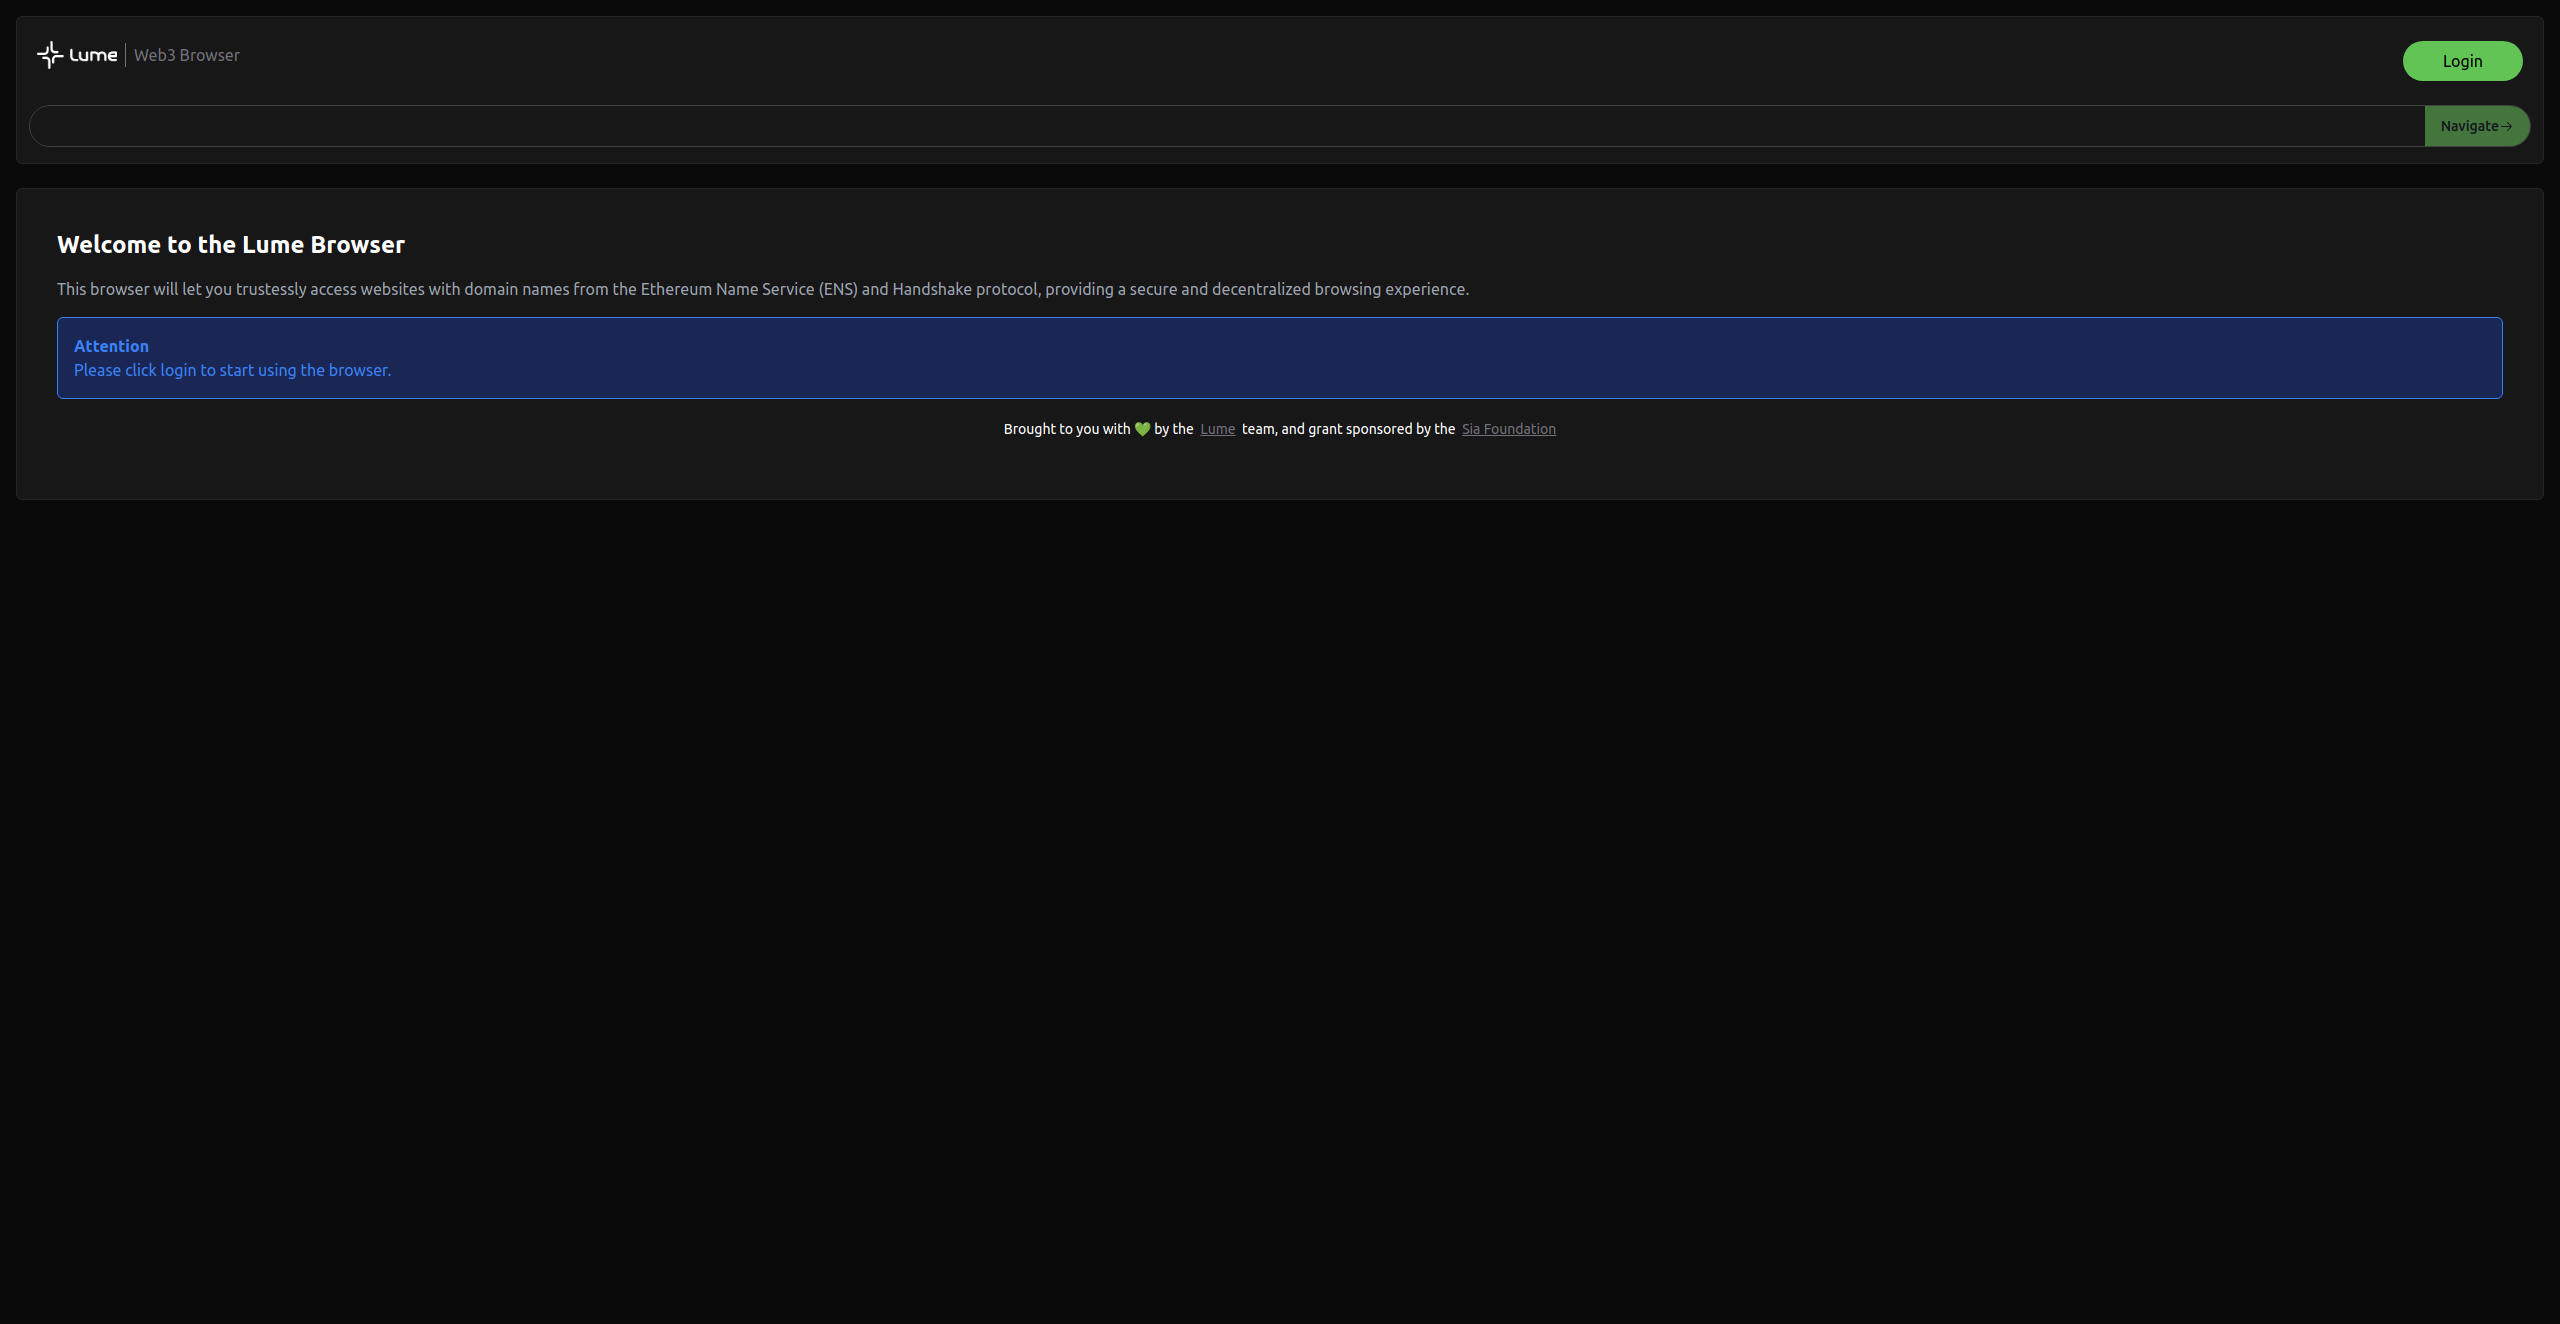 Lume | Web3 Browser
Login
Navigate→
Welcome to the Lume Browser
This browser will let you trustessly access websites with domain names from the Ethereum Name Service (ENS) and Handshake protocol, providing a secure and decentralized browsing experience.
Attention
Please click login to start using the browser.
Brought to you with 💚 by the Lume team, and grant sponsored by the Sia Foundation